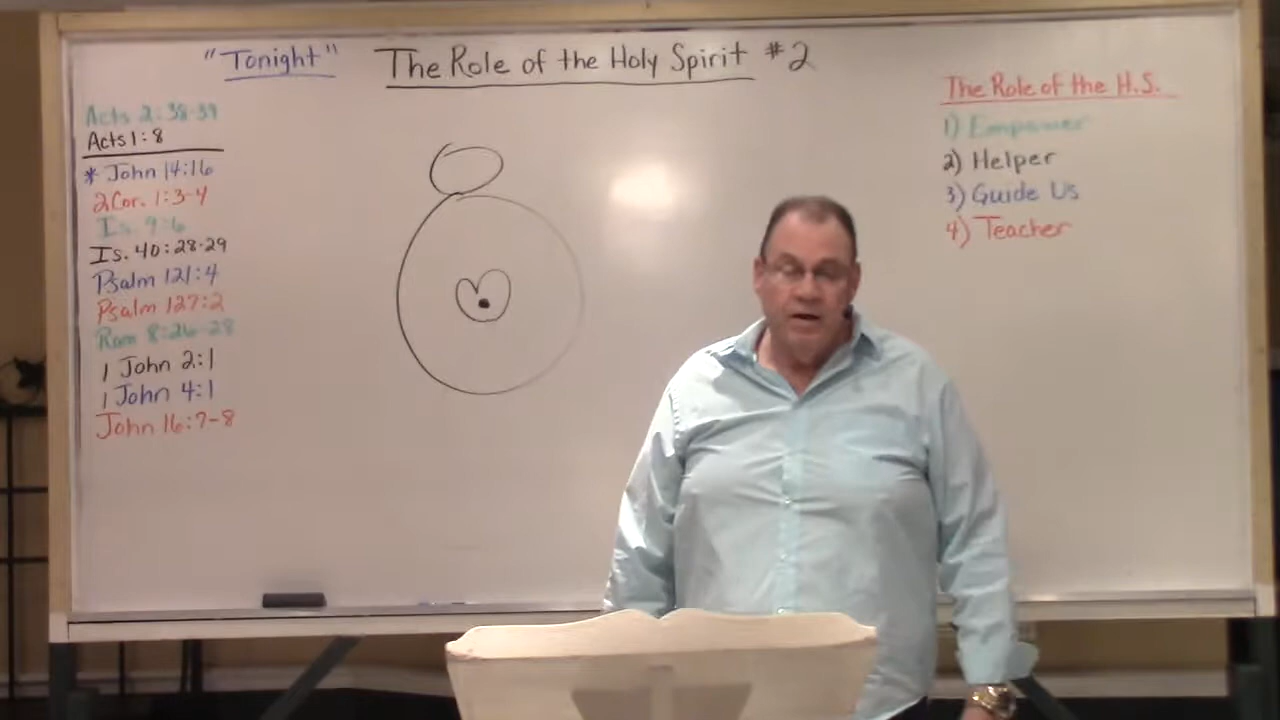 "Tonight" The Role of the Holy Spirit #2
Acts 2:38-39
Acts 1:8
* John 14:16
2Cor. 1:3-4
Is. 9:6
Is. 40:28-29
Psalm 121:4
Psalm 127:2
Rom 8:26-28
1 John 2:1
1 John 4:1
John 16:7-8
The Role of the H.S.
1) Empower
2) Helper
3) Guide Us
4) Teacher